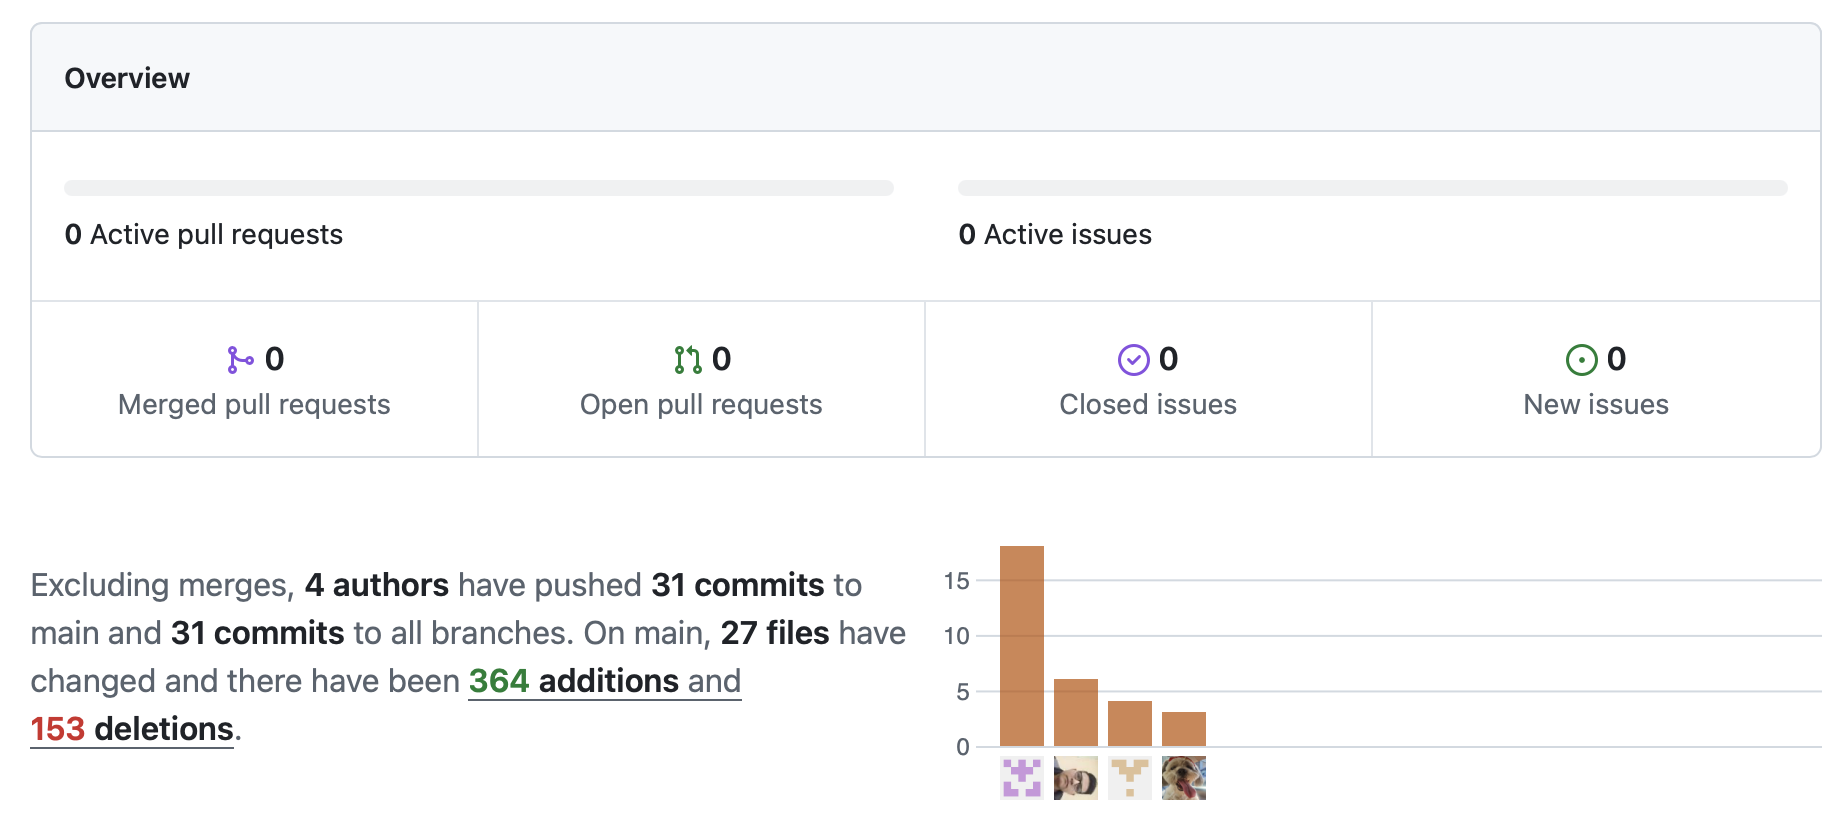 Overview
0 Active pull requests
0 Active issues
0
Merged pull requests
0
Open pull requests
0
Closed issues
0
New issues
Excluding merges, 4 authors have pushed 31 commits to
main and 31 commits to all branches. On main, 27 files have
changed and there have been 364 additions and
153 deletions.
15
10
5
0